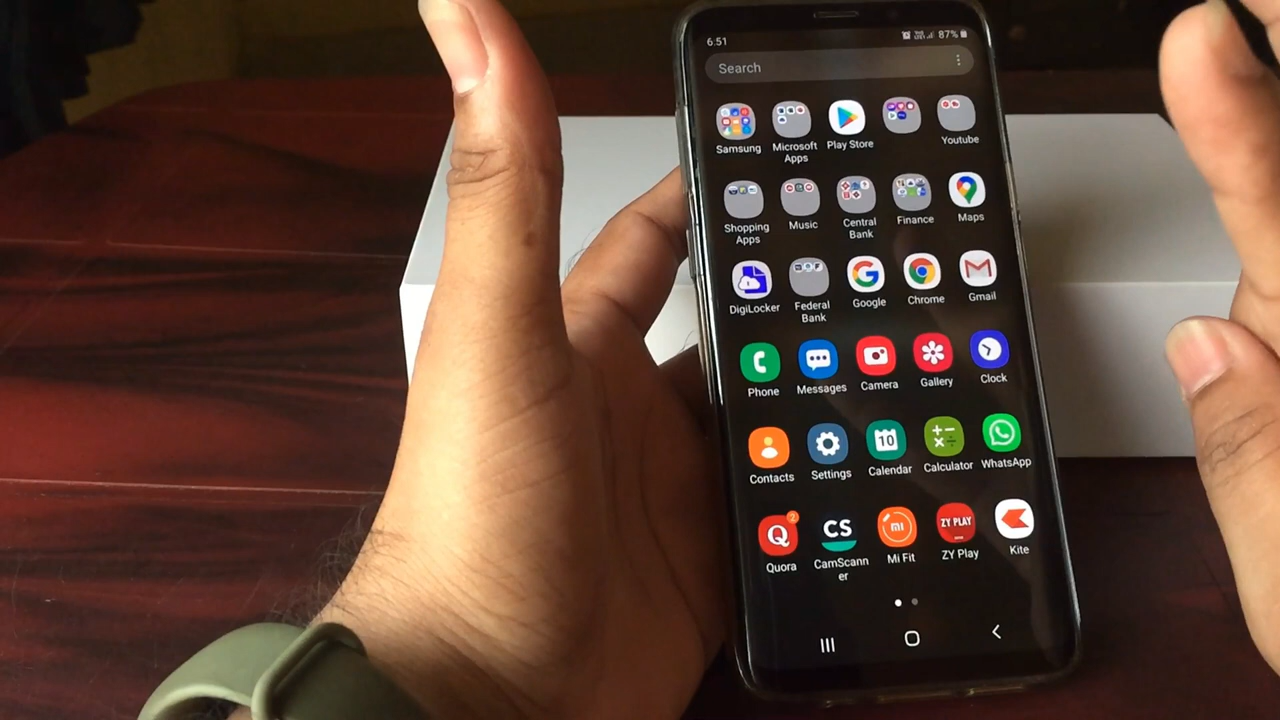 6:51
87%
Search
Samsung
Microsoft
Apps
Play Store
Youtube
Shopping
Apps
Music
Central
Bank
Finance
Maps
DigiLocker
Federal
Bank
Google
Chrome
Gmail
Phone
Messages
Camera
Gallery
Clock
10
Contacts
Settings
Calendar
Calculator
WhatsApp
Q
2
CS
mi
ZY PLAY
Quora
CamScann
er
Mi Fit
ZY Play
Kite